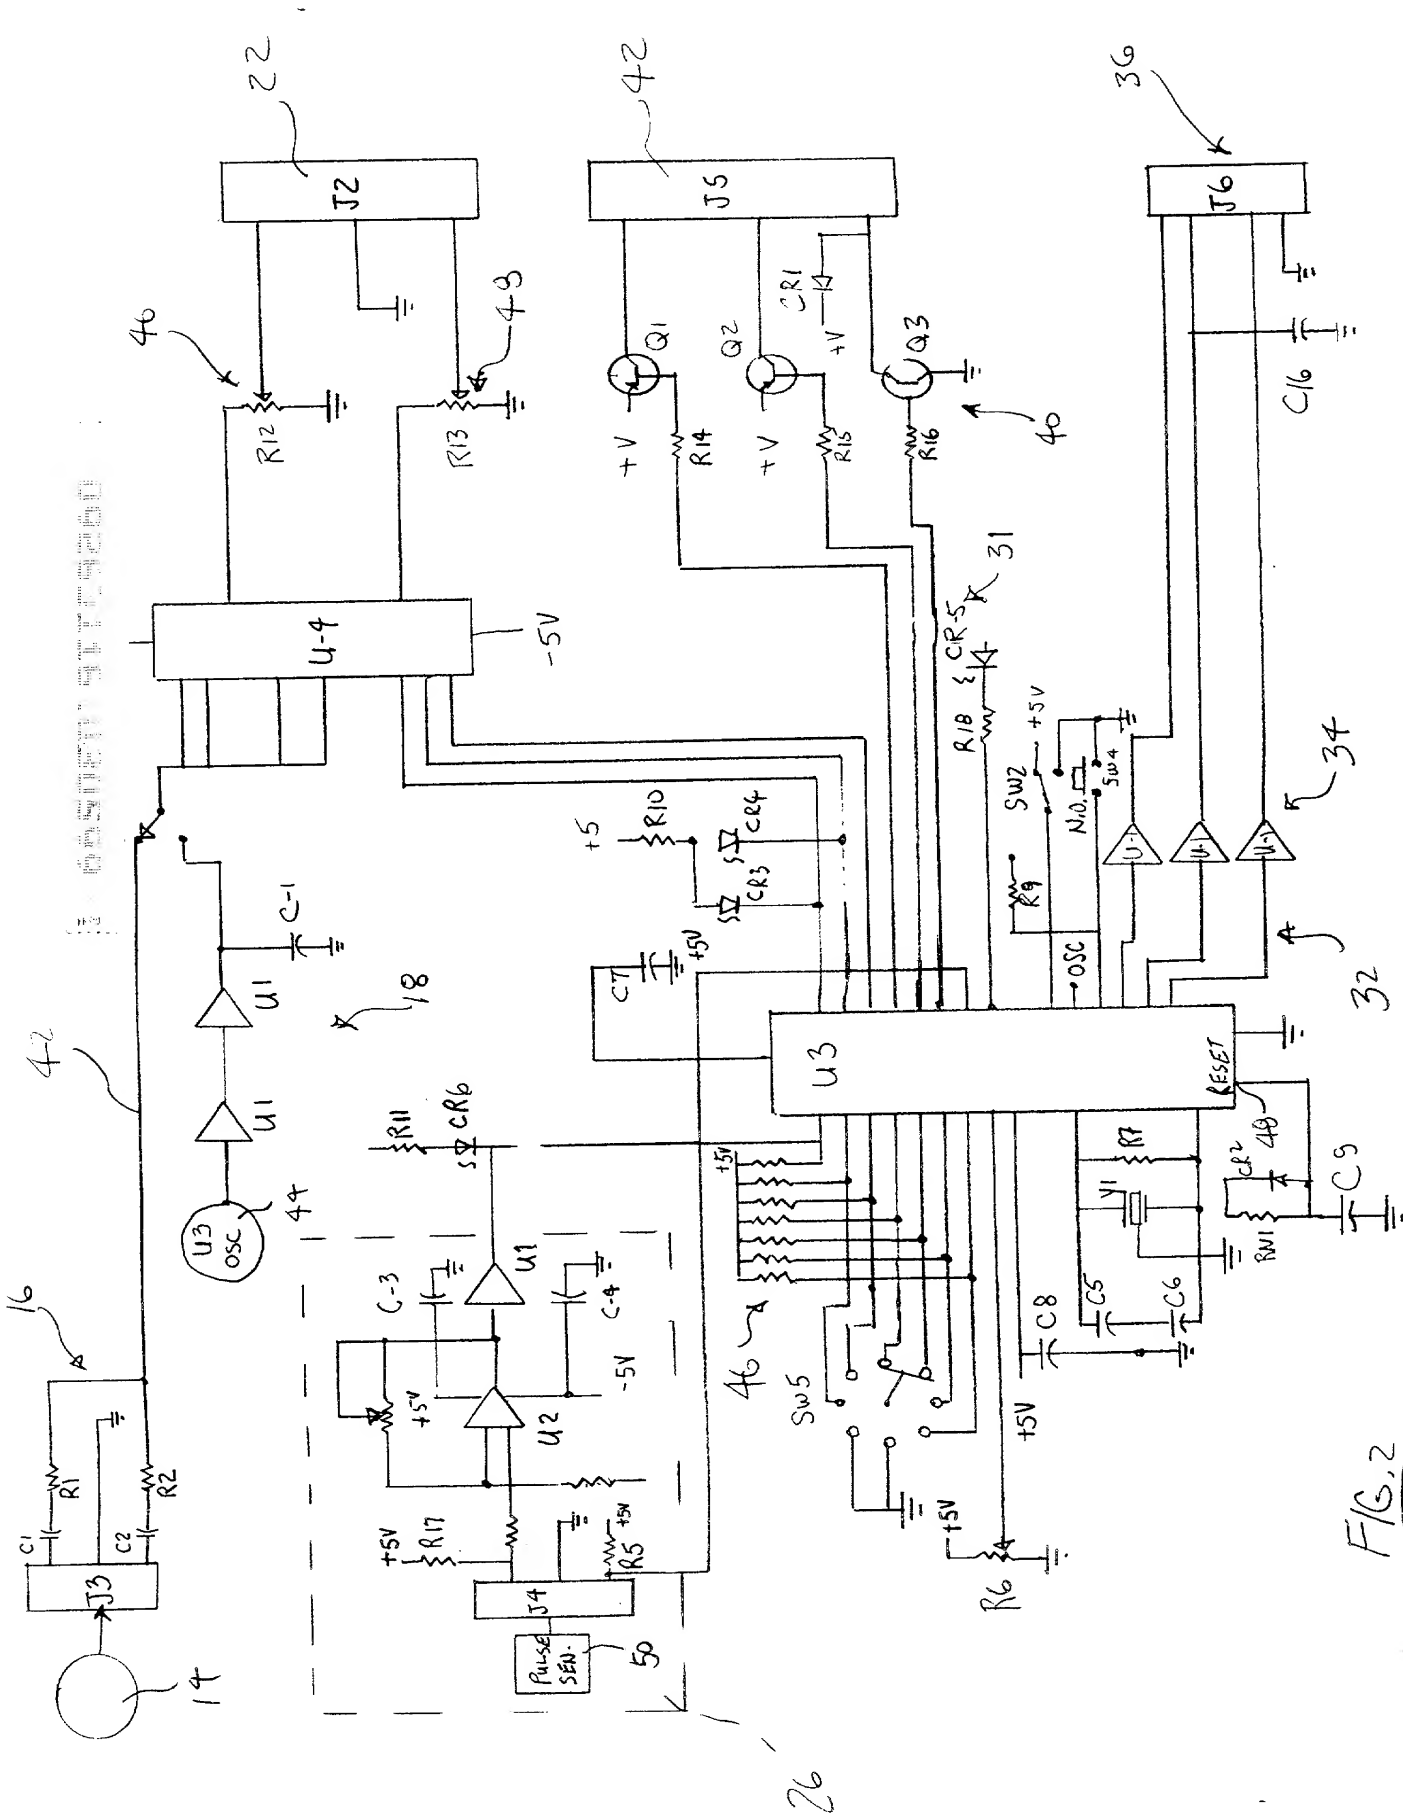 22
J2
40
48
R12
R13
U-4
-5V
42
J5
Q1
Q2
CR1
+V
Q3
+V
+V
R14
R15
R16
40
36
J6
C16
31
CR-5
R18
+5V
SW2
N.O.
SW4
R9
OSC
U-1
U-1
U-1
34
32
+5
R10
CR3
CR4
C7
+5V
U3
RESET
42
C-1
U1
U1
18
U3
OSC
44
R11
CR6
16
C1
R1
C2
R2
J3
14
C-3
U1
C-4
+5V
U2
-5V
+5V
R17
+5V
R5
J4
PULSE
SEN.
50
26
+5V
46
SW5
C8
+5V
+5V
R6
R7
Y1
C5
C6
CR2
48
RN1
C9
FIG. 2